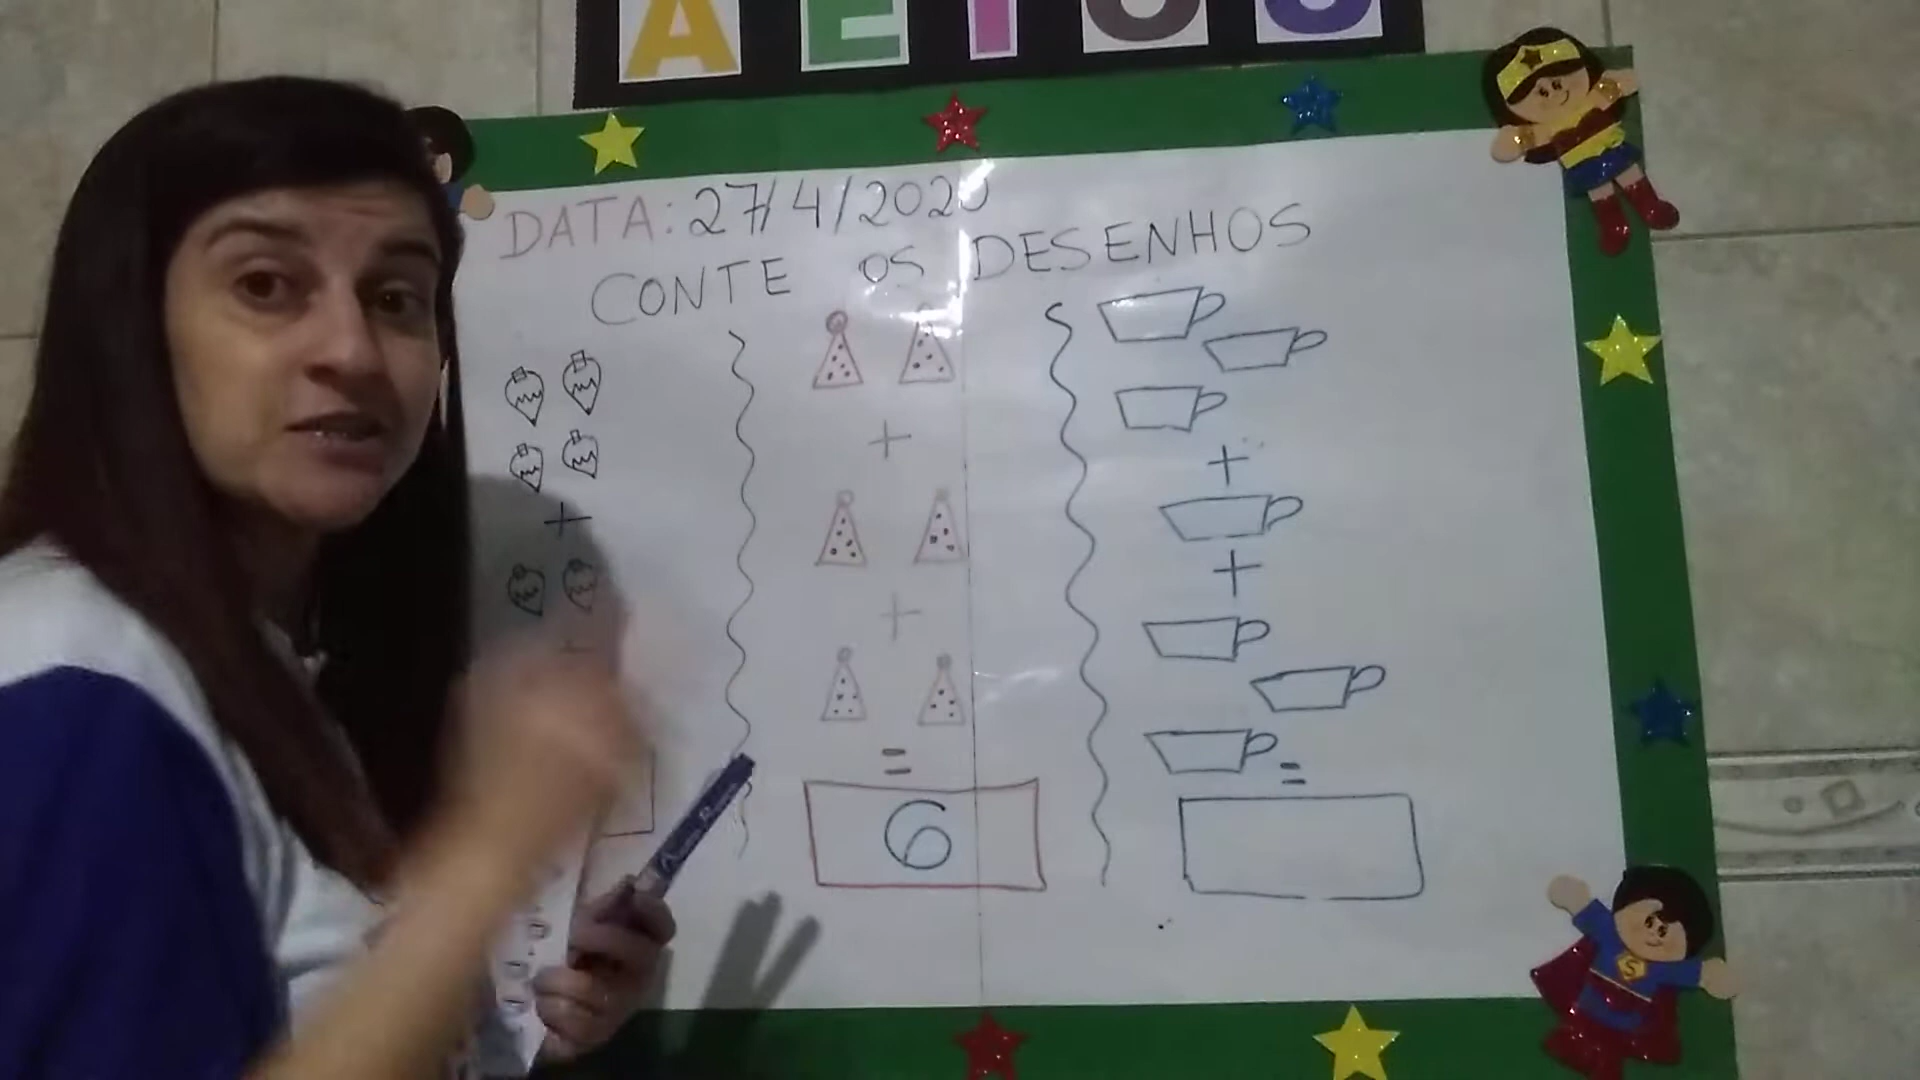 A E I O U
DATA: 27/4/2020
CONTE OS DESENHOS
+ + +
+ +
= =
6
S